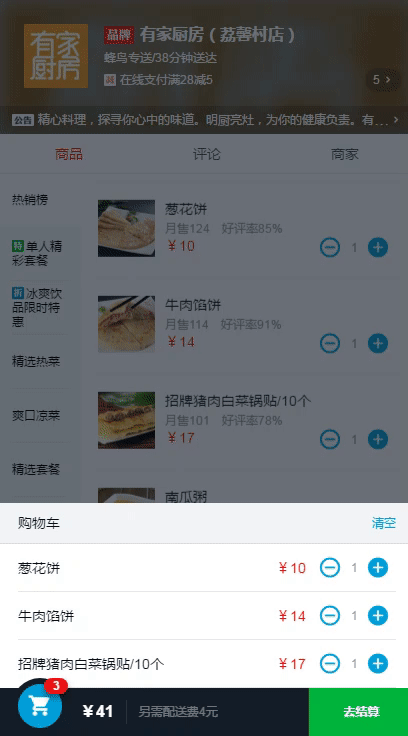 有家
厨房
品牌 有家厨房（荔馨村店）
蜂鸟专送/38分钟送达
减 在线支付满28减5
5 >
公告 精心料理，探寻你心中的味道。明厨亮灶，为你的健康负责。有... >
商品 评论 商家
热销榜
特 单人精
彩套餐
折 冰爽饮
品限时特
惠
精选热菜
爽口凉菜
精选套餐
葱花饼
月售124 好评率85%
¥10
1
牛肉馅饼
月售114 好评率91%
¥14
1
招牌猪肉白菜锅贴/10个
月售101 好评率78%
¥17
1
南瓜粥
购物车 清空
葱花饼 ¥10 1
牛肉馅饼 ¥14 1
招牌猪肉白菜锅贴/10个 ¥17 1
3
¥41 另需配送费4元 去结算